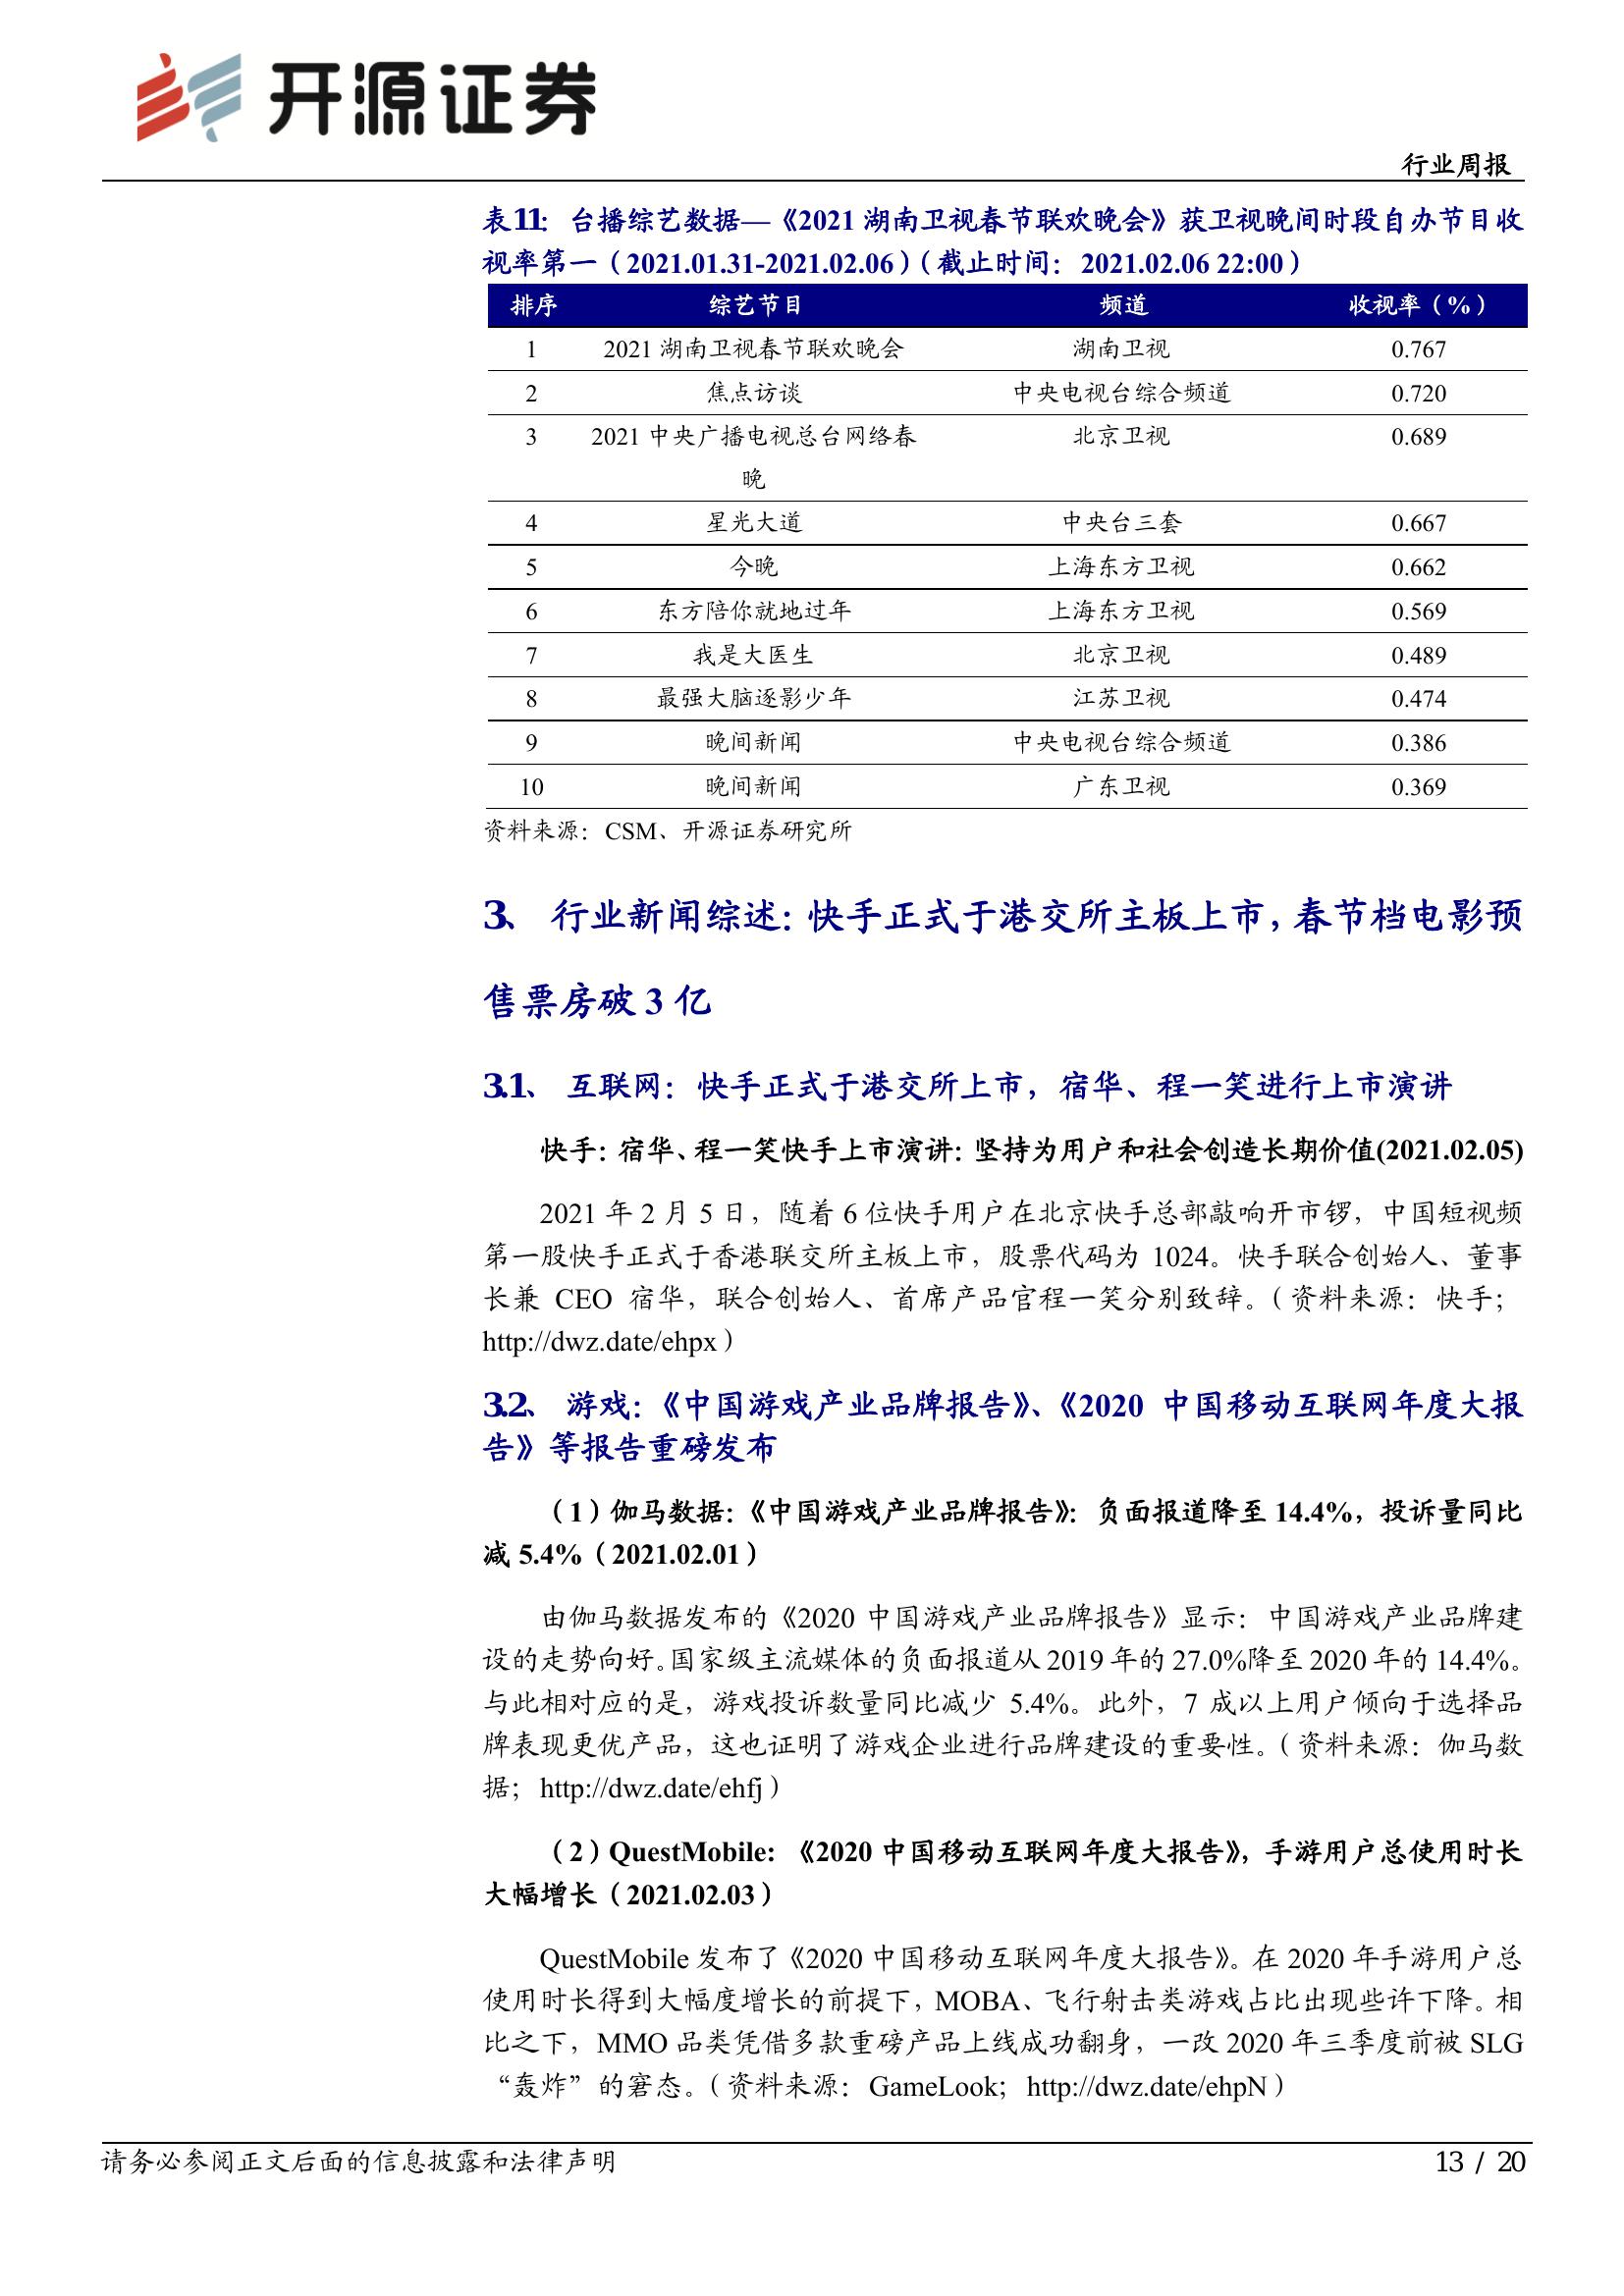 开源证券
行业周报
表11： 台播综艺数据—《2021 湖南卫视春节联欢晚会》获卫视晚间时段自办节目收
视率第一（2021.01.31-2021.02.06）（截止时间：2021.02.06 22:00）
排序 综艺节目 频道 收视率（%）
1 2021 湖南卫视春节联欢晚会 湖南卫视 0.767
2 焦点访谈 中央电视台综合频道 0.720
3 2021 中央广播电视总台网络春 北京卫视 0.689
晚
4 星光大道 中央台三套 0.667
5 今晚 上海东方卫视 0.662
6 东方陪你就地过年 上海东方卫视 0.569
7 我是大医生 北京卫视 0.489
8 最强大脑逐影少年 江苏卫视 0.474
9 晚间新闻 中央电视台综合频道 0.386
10 晚间新闻 广东卫视 0.369
资料来源：CSM、开源证券研究所
3、 行业新闻综述：快手正式于港交所主板上市，春节档电影预
售票房破 3 亿
3.1、 互联网：快手正式于港交所上市，宿华、程一笑进行上市演讲
快手：宿华、程一笑快手上市演讲：坚持为用户和社会创造长期价值(2021.02.05)
2021 年 2 月 5 日，随着 6 位快手用户在北京快手总部敲响开市锣，中国短视频
第一股快手正式于香港联交所主板上市，股票代码为 1024。快手联合创始人、董事
长兼 CEO 宿华，联合创始人、首席产品官程一笑分别致辞。（资料来源：快手；
http://dwz.date/ehpx）
3.2、 游戏：《中国游戏产业品牌报告》、《2020 中国移动互联网年度大报
告》等报告重磅发布
（1）伽马数据：《中国游戏产业品牌报告》：负面报道降至 14.4%，投诉量同比
减 5.4%（2021.02.01）
由伽马数据发布的《2020 中国游戏产业品牌报告》显示：中国游戏产业品牌建
设的走势向好。国家级主流媒体的负面报道从 2019 年的 27.0%降至 2020 年的 14.4%。
与此相对应的是，游戏投诉数量同比减少 5.4%。此外，7 成以上用户倾向于选择品
牌表现更优产品，这也证明了游戏企业进行品牌建设的重要性。（资料来源：伽马数
据；http://dwz.date/ehfj）
（2）QuestMobile: 《2020 中国移动互联网年度大报告》，手游用户总使用时长
大幅增长（2021.02.03）
QuestMobile 发布了《2020 中国移动互联网年度大报告》。在 2020 年手游用户总
使用时长得到大幅度增长的前提下，MOBA、飞行射击类游戏占比出现些许下降。相
比之下，MMO 品类凭借多款重磅产品上线成功翻身，一改 2020 年三季度前被 SLG
“轰炸”的窘态。（资料来源：GameLook；http://dwz.date/ehpN）
请务必参阅正文后面的信息披露和法律声明 13 / 20